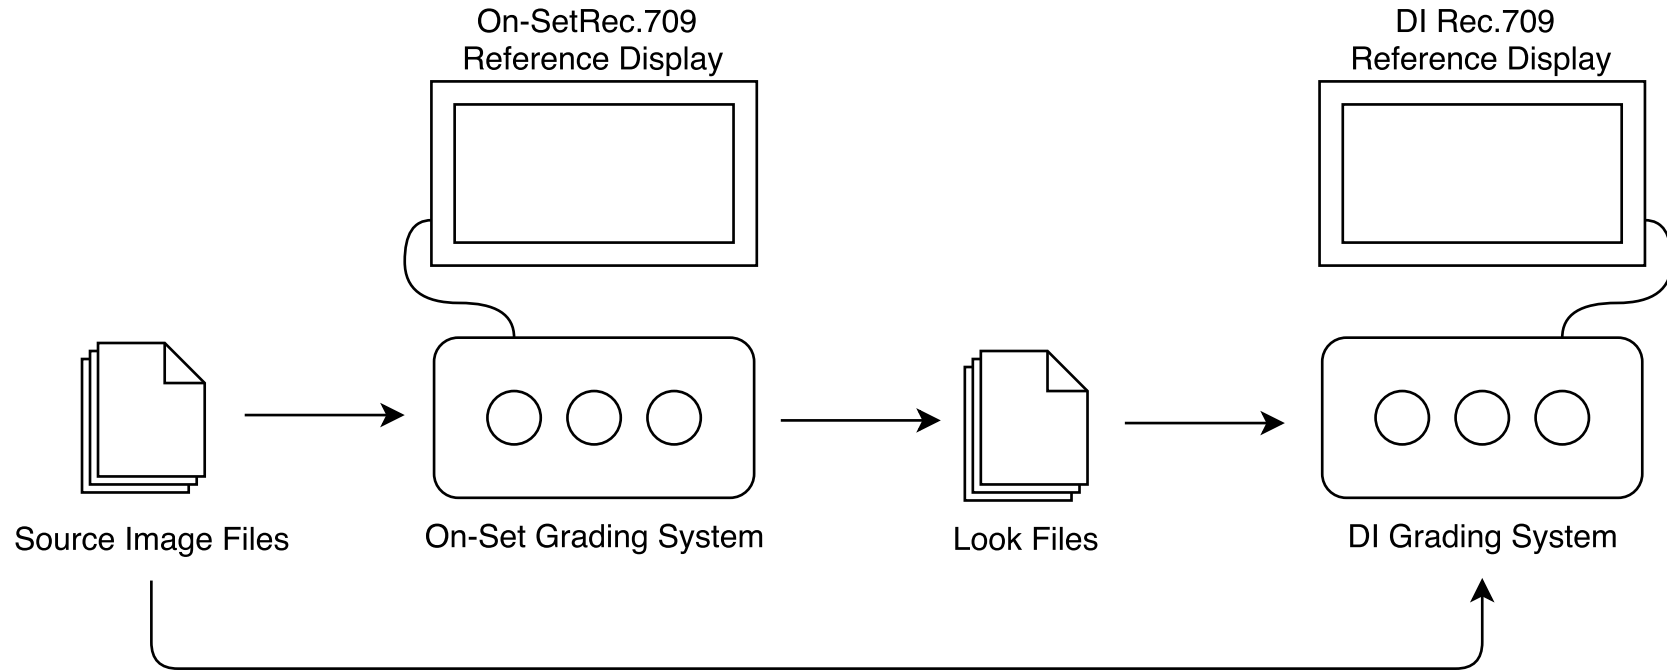 On-SetRec.709
Reference Display
DI Rec.709
Reference Display
Source Image Files
On-Set Grading System
Look Files
DI Grading System